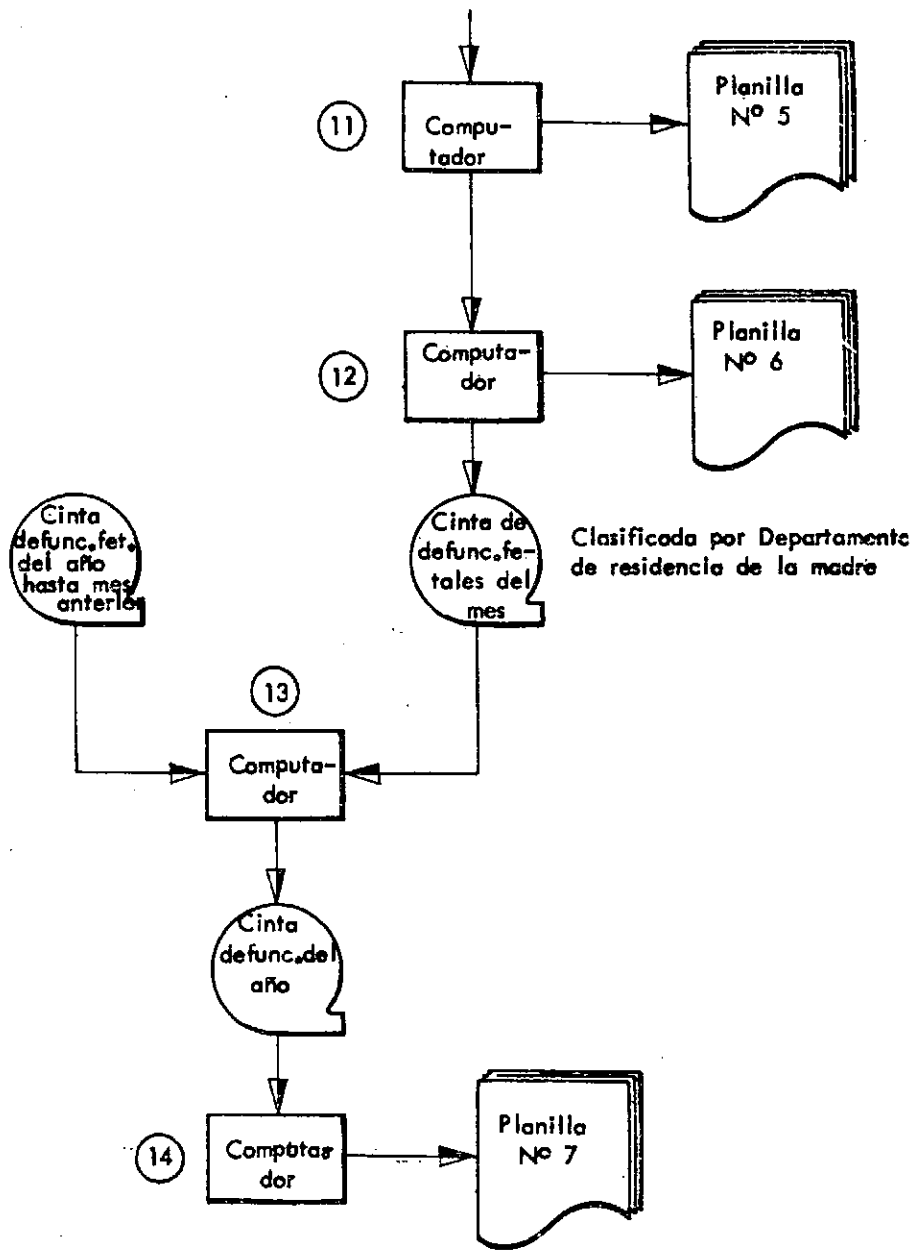 11
Compu-
tador
Planilla
Nº 5
12
Computa-
dor
Planilla
Nº 6
Cinta
defunc.fet.
del año
hasta mes
anterior
Cinta de
defunc.fe-
tales del
mes
Clasificada por Departamento
de residencia de la madre
13
Computa-
dor
Cinta
defunc.del
año
14
Computa-
dor
Planilla
Nº 7